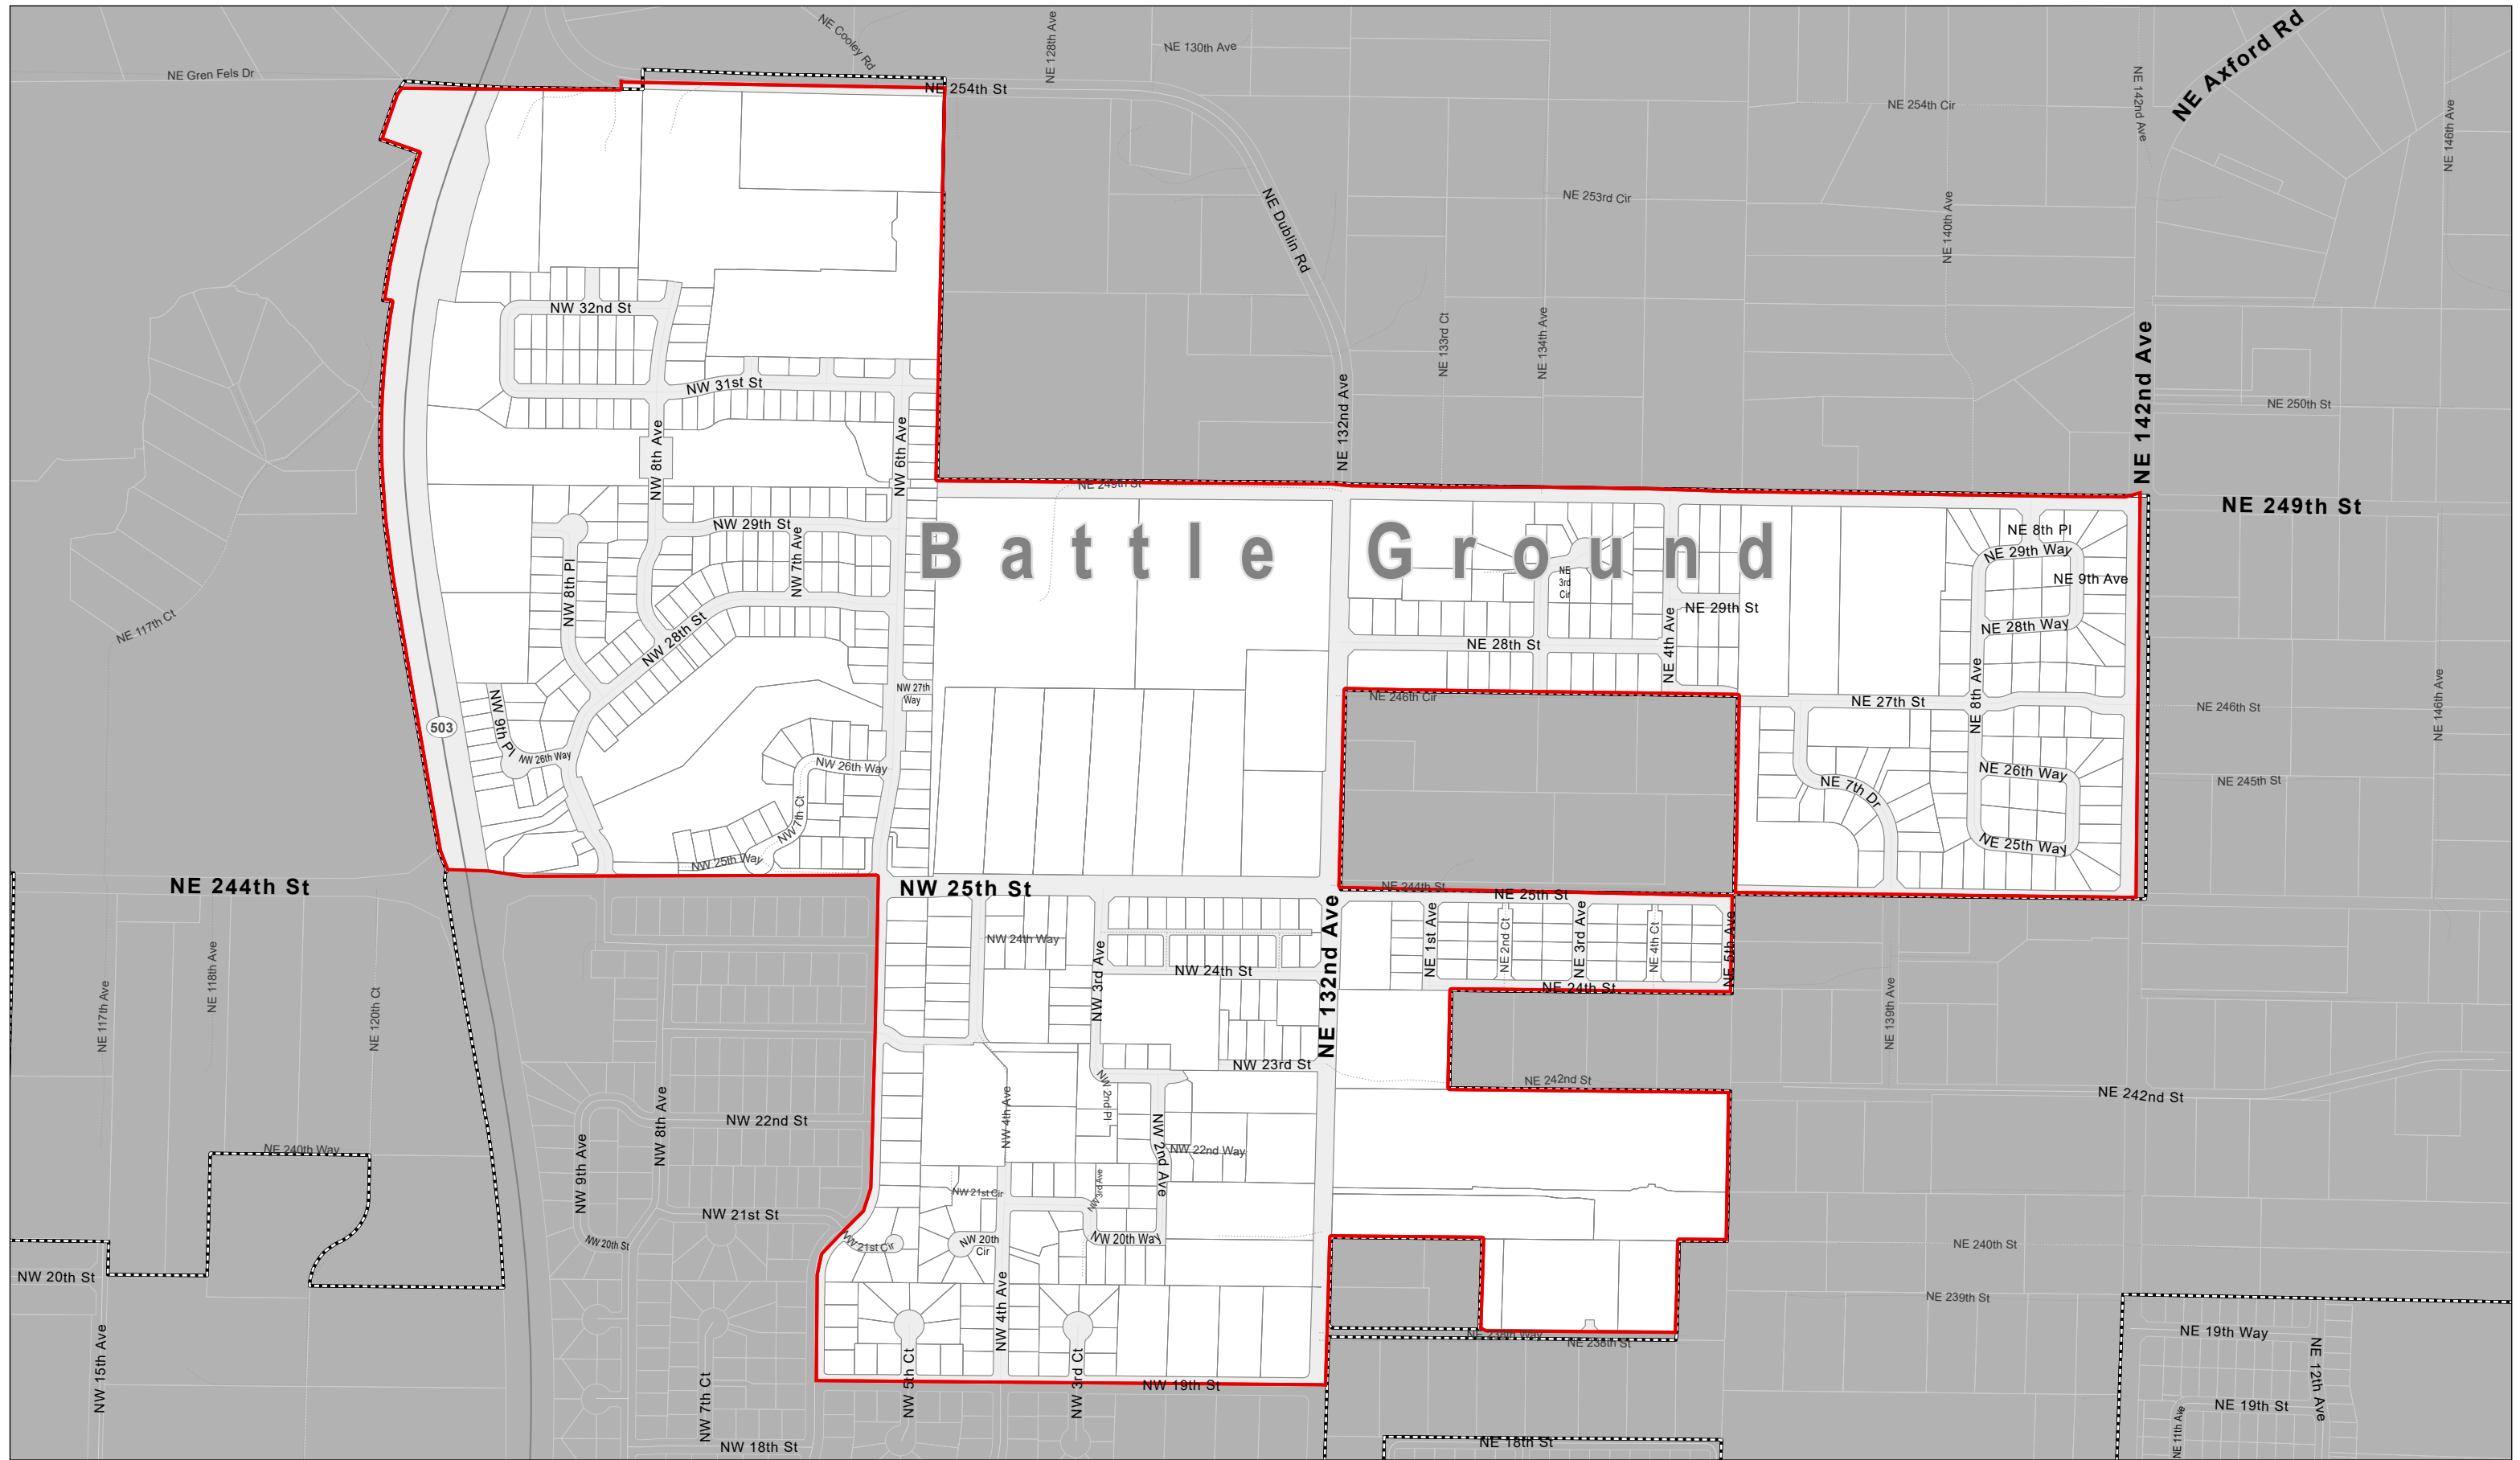 NE Cooley Rd
NE 128th Ave
NE 130th Ave
NE Axford Rd
NE Gren Fels Dr
NE 254th St
NE 254th Cir
NE 142nd Ave
NE 146th Ave
NE Dublin Rd
NE 253rd Cir
NE 140th Ave
NW 32nd St
NE 133rd Ct
NE 134th Ave
NE 142nd Ave
NW 31st St
NE 132nd Ave
NE 250th St
NW 8th Ave
NW 6th Ave
NE 249th St
NE 249th St
NW 29th St
NW 7th Ave
Battle Ground
NE 8th Pl
NE 29th Way
NE 9th Ave
NW 8th Pl
NE
3rd
Cir
NE 4th Ave
NE 29th St
NE 117th Ct
NW 28th St
NE 28th St
NE 28th Way
NW 27th
Way
NE 246th Cir
NE 27th St
NE 8th Ave
NE 246th St
NE 146th Ave
503
NW 9th Pl
NW 26th Way
NW 26th Way
NE 26th Way
NE 245th St
NW 7th Ct
NE 7th Dr
NE 25th Way
NW 25th Way
NE 244th St
NW 25th St
NE 244th St
NE 25th St
NE 132nd Ave
NE 1st Ave
NE 2nd Ct
NE 3rd Ave
NE 4th Ct
NE 5th Ave
NW 24th Way
NW 3rd Ave
NW 24th St
NE 24th St
NE 117th Ave
NE 118th Ave
NE 120th Ct
NE 139th Ave
NW 23rd St
NE 242nd St
NE 242nd St
NW 2nd Pl
NW 4th Ave
NW 8th Ave
NW 22nd St
NW 2nd Ave
NW 22nd Way
NE 240th Way
NW 9th Ave
NW 21st Cir
NW 3rd Ave
NW 21st St
NW 20th St
NW 21st Cir
NW 20th
Cir
NW 20th Way
NE 240th St
NW 20th St
NW 4th Ave
NE 239th St
NE 238th Way
NE 238th St
NE 19th Way
NE 12th Ave
NW 15th Ave
NW 7th Ct
NW 5th Ct
NW 3rd Ct
NW 19th St
NE 19th St
NE 11th Ave
NW 18th St
NE 18th St